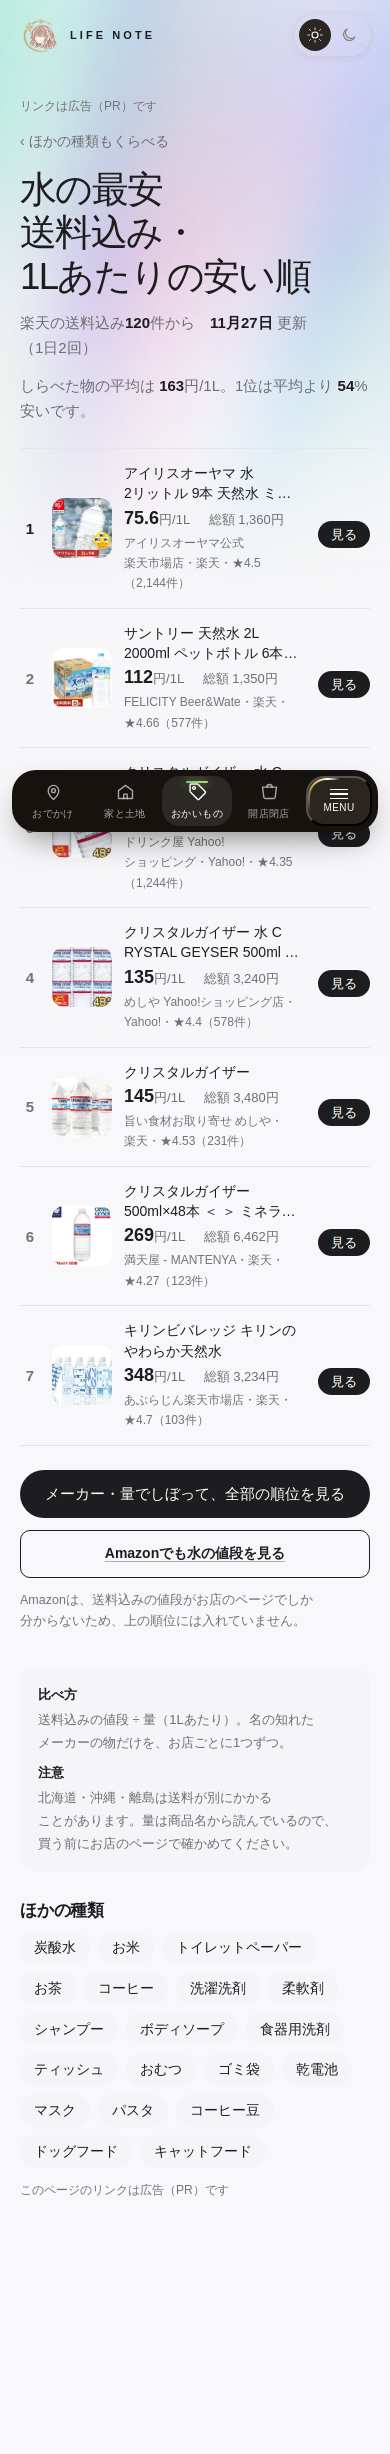 LIFE NOTE
リンクは広告（PR）です
‹ ほかの種類もくらべる
水の最安
送料込み・
1Lあたりの安い順
楽天の送料込み120件から　11月27日 更新
（1日2回）
しらべた物の平均は 163円/1L。1位は平均より 54%
安いです。
1
アイリスオーヤマ 水
2リットル 9本 天然水 ミ…
75.6円/1L 総額 1,360円
アイリスオーヤマ公式
楽天市場店・楽天・★4.5
（2,144件）
見る
2
サントリー 天然水 2L
2000ml ペットボトル 6本…
112円/1L 総額 1,350円
FELICITY Beer&Wate・楽天・
★4.66（577件）
見る
おでかけ
家と土地
おかいもの
開店閉店
MENU
ドリンク屋 Yahoo!
ショッピング・Yahoo!・★4.35
（1,244件）
見る
4
クリスタルガイザー 水 C
RYSTAL GEYSER 500ml …
135円/1L 総額 3,240円
めしや Yahoo!ショッピング店・
Yahoo!・★4.4（578件）
見る
5
クリスタルガイザー
145円/1L 総額 3,480円
旨い食材お取り寄せ めしや・
楽天・★4.53（231件）
見る
6
クリスタルガイザー
500ml×48本 ＜ ＞ ミネラ…
269円/1L 総額 6,462円
満天屋 - MANTENYA・楽天・
★4.27（123件）
見る
7
キリンビバレッジ キリンの
やわらか天然水
348円/1L 総額 3,234円
あぶらじん楽天市場店・楽天・
★4.7（103件）
見る
メーカー・量でしぼって、全部の順位を見る
Amazonでも水の値段を見る
Amazonは、送料込みの値段がお店のページでしか
分からないため、上の順位には入れていません。
比べ方
送料込みの値段 ÷ 量（1Lあたり）。名の知れた
メーカーの物だけを、お店ごとに1つずつ。
注意
北海道・沖縄・離島は送料が別にかかる
ことがあります。量は商品名から読んでいるので、
買う前にお店のページで確かめてください。
ほかの種類
炭酸水 お米 トイレットペーパー
お茶 コーヒー 洗濯洗剤 柔軟剤
シャンプー ボディソープ 食器用洗剤
ティッシュ おむつ ゴミ袋 乾電池
マスク パスタ コーヒー豆
ドッグフード キャットフード
このページのリンクは広告（PR）です